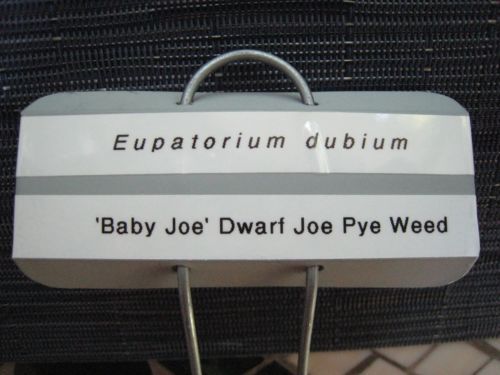 Eupatorium dubium
'Baby Joe' Dwarf Joe Pye Weed